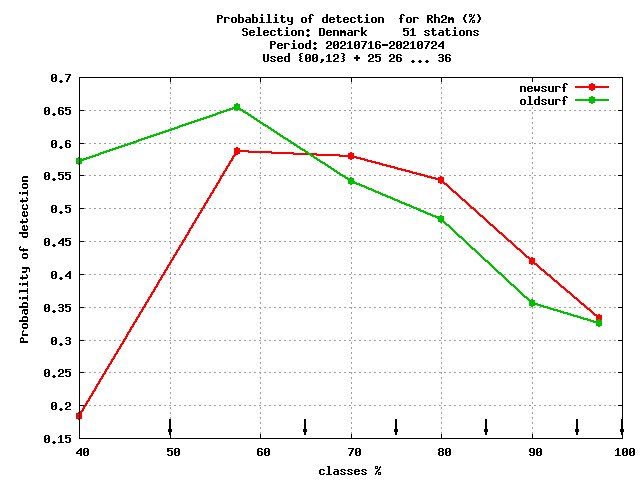 Probability of detection  for Rh2m (%)
Selection: Denmark     51 stations
Period: 20210716-20210724
Used {00,12} + 25 26 ... 36
newsurf
oldsurf
Probability of detection
0.7
0.65
0.6
0.55
0.5
0.45
0.4
0.35
0.3
0.25
0.2
0.15
40 50 60 70 80 90 100
classes %